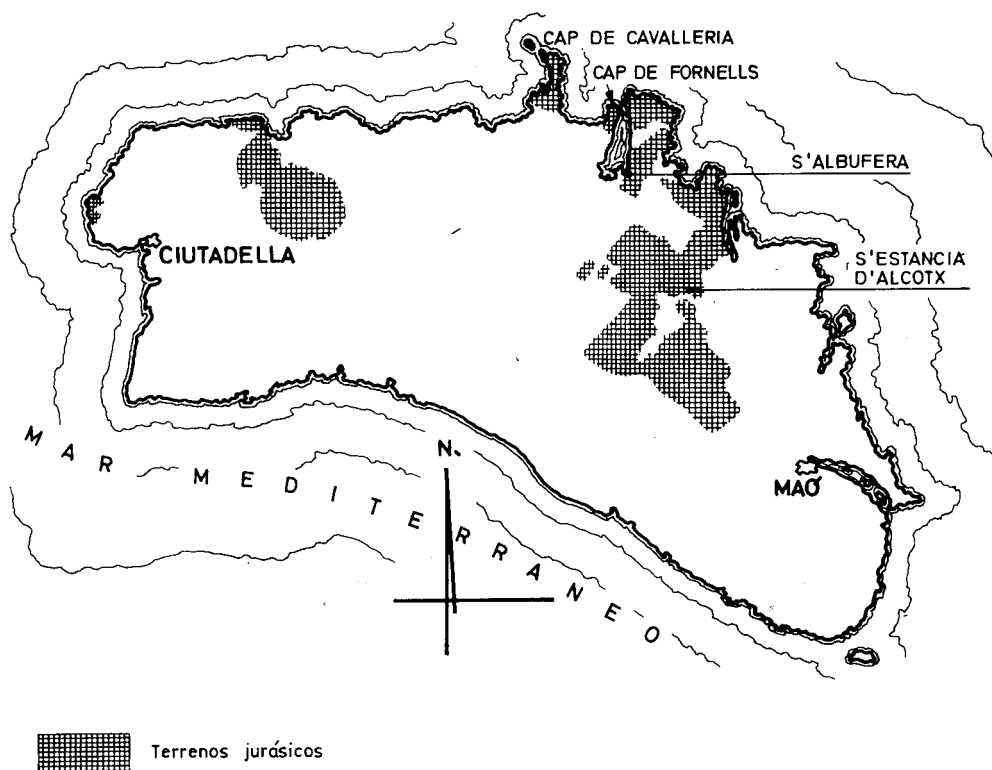 CAP DE CAVALLERIA
CAP DE FORNELLS
S'ALBUFERA
CIUTADELLA
S'ESTANCIA
D'ALCOTX
MAR MEDITERRANEO
N.
MAÓ
Terrenos jurásicos